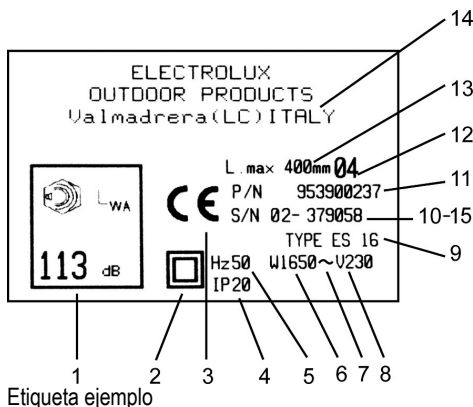 14
ELECTROLUX
OUTDOOR PRODUCTS
Valmadrera(LC)ITALY
13
12
L.max 400mm 04
P/N 953900237
11
S/N 02- 379058
10-15
TYPE ES 16
9
LWA
CE
113 dB
Hz50 W1650~V230
IP20
1 2 3 4 5 6 7 8
Etiqueta ejemplo